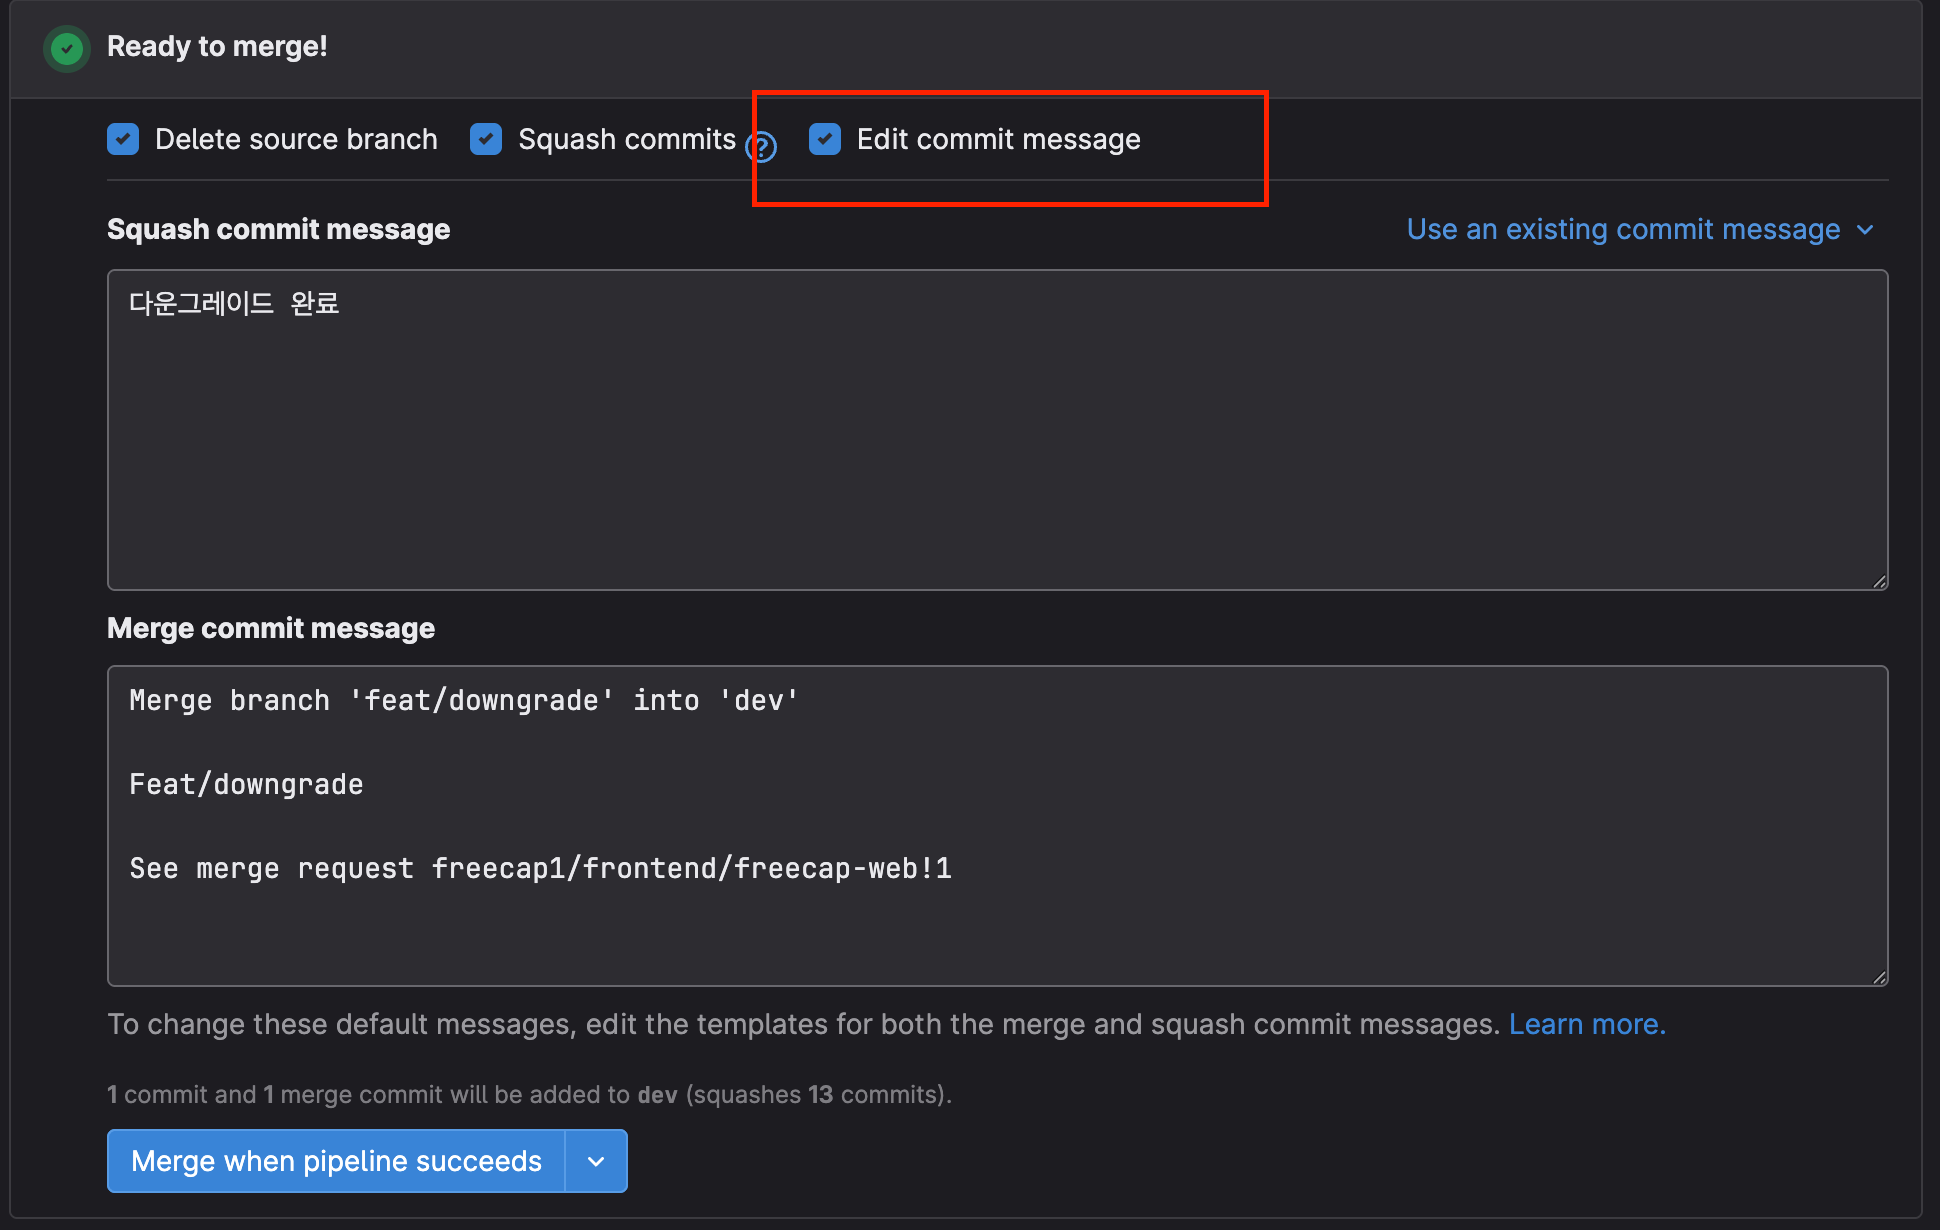 Ready to merge!
Delete source branch Squash commits ? Edit commit message
Squash commit message Use an existing commit message
다운그레이드 완료
Merge commit message
Merge branch 'feat/downgrade' into 'dev'
Feat/downgrade
See merge request freecap1/frontend/freecap-web!1
To change these default messages, edit the templates for both the merge and squash commit messages. Learn more.
1 commit and 1 merge commit will be added to dev (squashes 13 commits).
Merge when pipeline succeeds